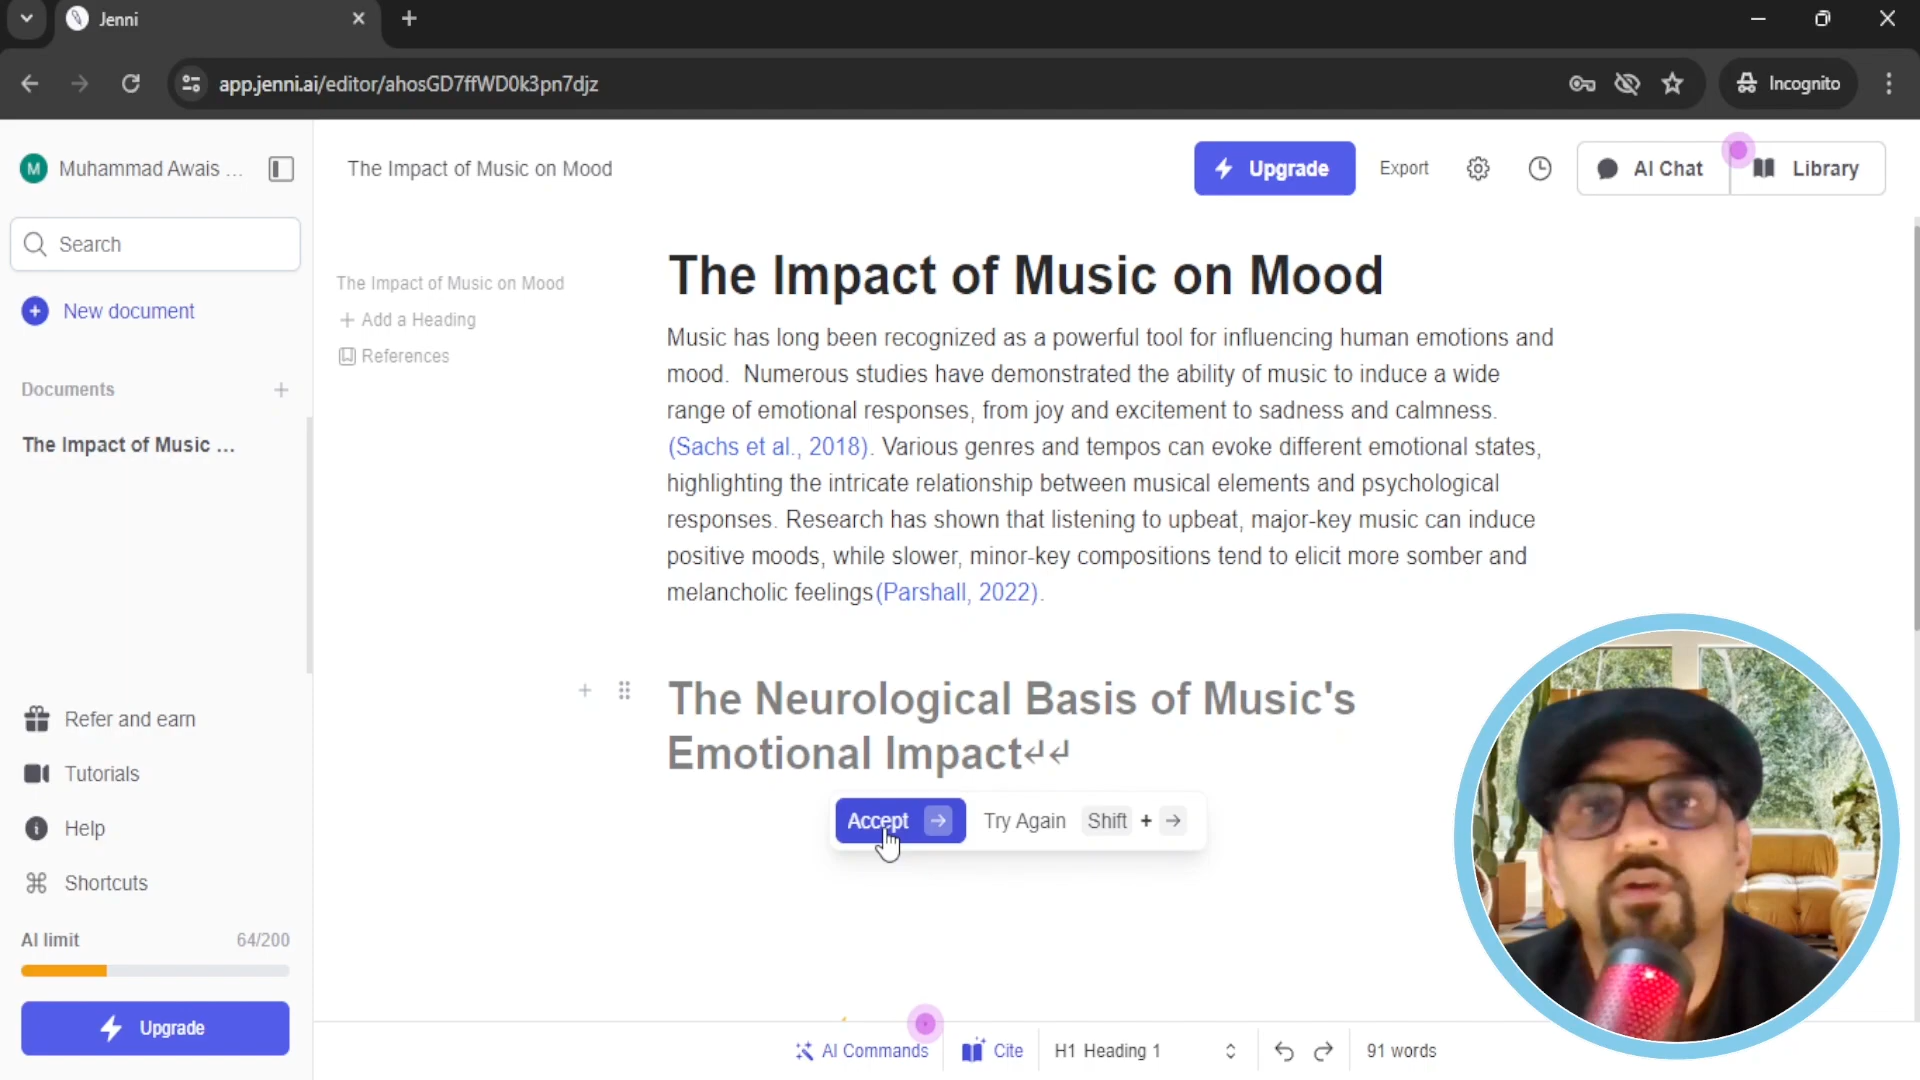 Jenni
app.jenni.ai/editor/ahosGD7ffWD0k3pn7djz
Incognito
M
Muhammad Awais ...
Search
New document
Documents
The Impact of Music ...
Refer and earn
Tutorials
Help
Shortcuts
AI limit 64/200
Upgrade
The Impact of Music on Mood
Upgrade
Export
AI Chat
Library
The Impact of Music on Mood
Add a Heading
References
The Impact of Music on Mood
Music has long been recognized as a powerful tool for influencing human emotions and
mood.  Numerous studies have demonstrated the ability of music to induce a wide
range of emotional responses, from joy and excitement to sadness and calmness.
(Sachs et al., 2018). Various genres and tempos can evoke different emotional states,
highlighting the intricate relationship between musical elements and psychological
responses. Research has shown that listening to upbeat, major-key music can induce
positive moods, while slower, minor-key compositions tend to elicit more somber and
melancholic feelings(Parshall, 2022).
The Neurological Basis of Music's
Emotional Impact↵↵
Accept → Try Again Shift + →
AI Commands
Cite
H1 Heading 1
91 words